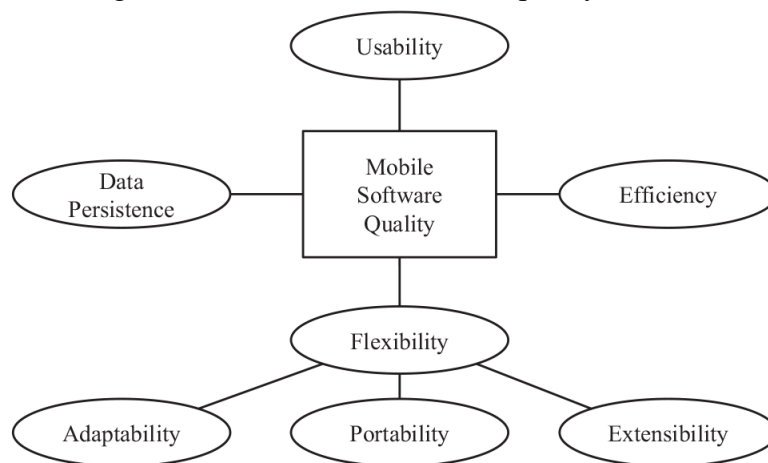 Usability
Mobile
Software
Quality
Data
Persistence
Efficiency
Flexibility
Adaptability
Portability
Extensibility